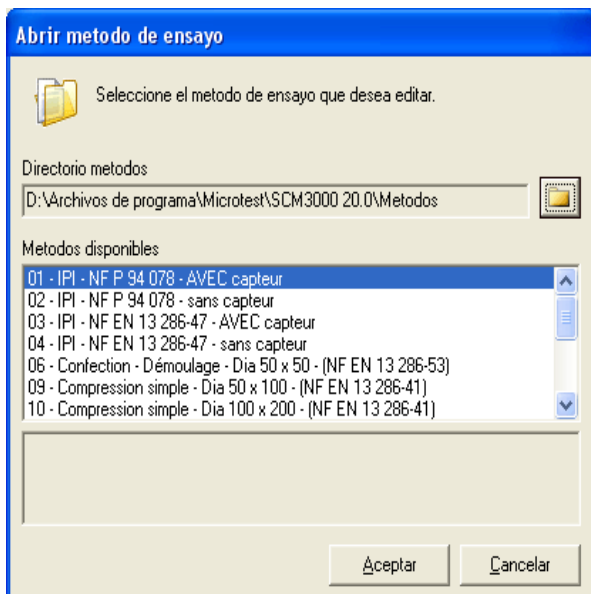 Abrir metodo de ensayo
Seleccione el metodo de ensayo que desea editar.
Directorio metodos
D:\Archivos de programa\Microtest\SCM3000 20.0\Metodos
Metodos disponibles
01 - IPI - NF P 94 078 - AVEC capteur
02 - IPI - NF P 94 078 - sans capteur
03 - IPI - NF EN 13 286-47 - AVEC capteur
04 - IPI - NF EN 13 286-47 - sans capteur
06 - Confection - Démoulage - Dia 50 x 50 - (NF EN 13 286-53)
09 - Compression simple - Dia 50 x 100 - (NF EN 13 286-41)
10 - Compression simple - Dia 100 x 200 - (NF EN 13 286-41)
Aceptar
Cancelar